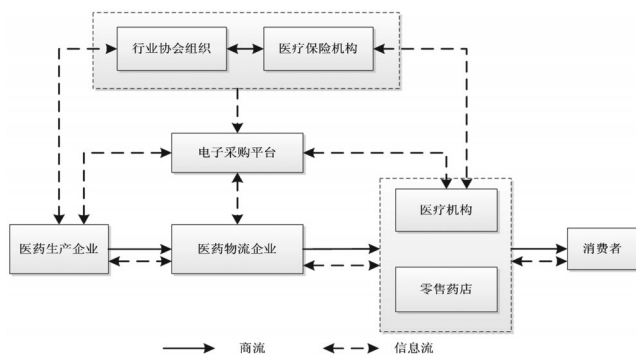 行业协会组织
医疗保险机构
电子采购平台
医疗机构
医药生产企业
医药物流企业
消费者
零售药店
商流
信息流